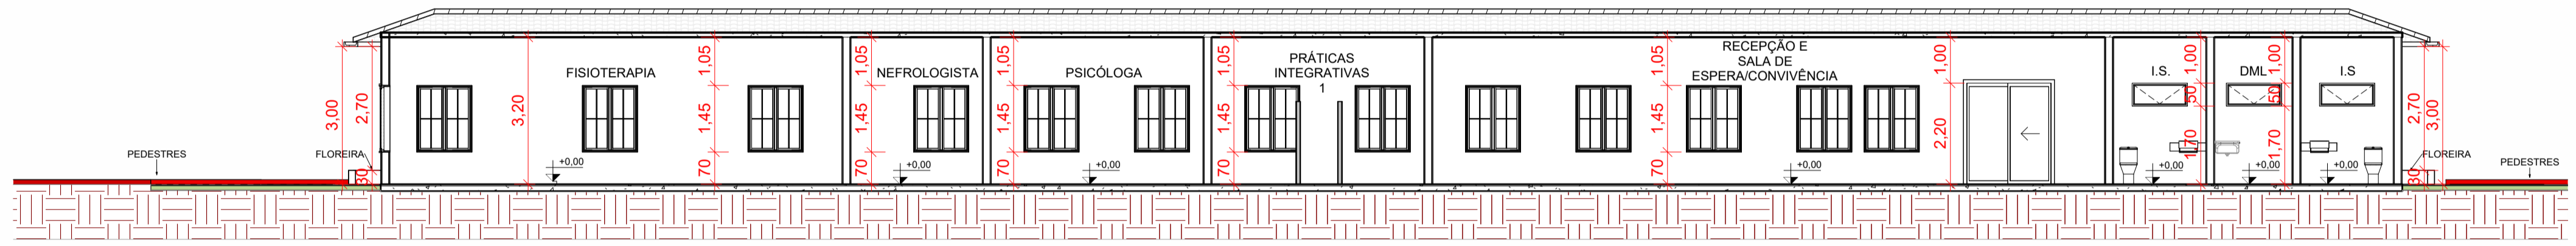 RECEPÇÃO E
SALA DE
ESPERA/CONVIVÊNCIA
PRÁTICAS
INTEGRATIVAS
1
FISIOTERAPIA
NEFROLOGISTA
PSICÓLOGA
I.S.
DML
I.S
3,00
2,70
30
3,20
1,05
1,45
70
1,05
1,45
70
1,05
1,45
70
1,05
1,45
70
1,05
1,45
70
1,00
2,20
1,00
50
1,70
1,00
50
1,70
2,70
3,00
30
PEDESTRES
FLOREIRA
+0,00
+0,00
+0,00
+0,00
+0,00
+0,00
+0,00
FLOREIRA
PEDESTRES